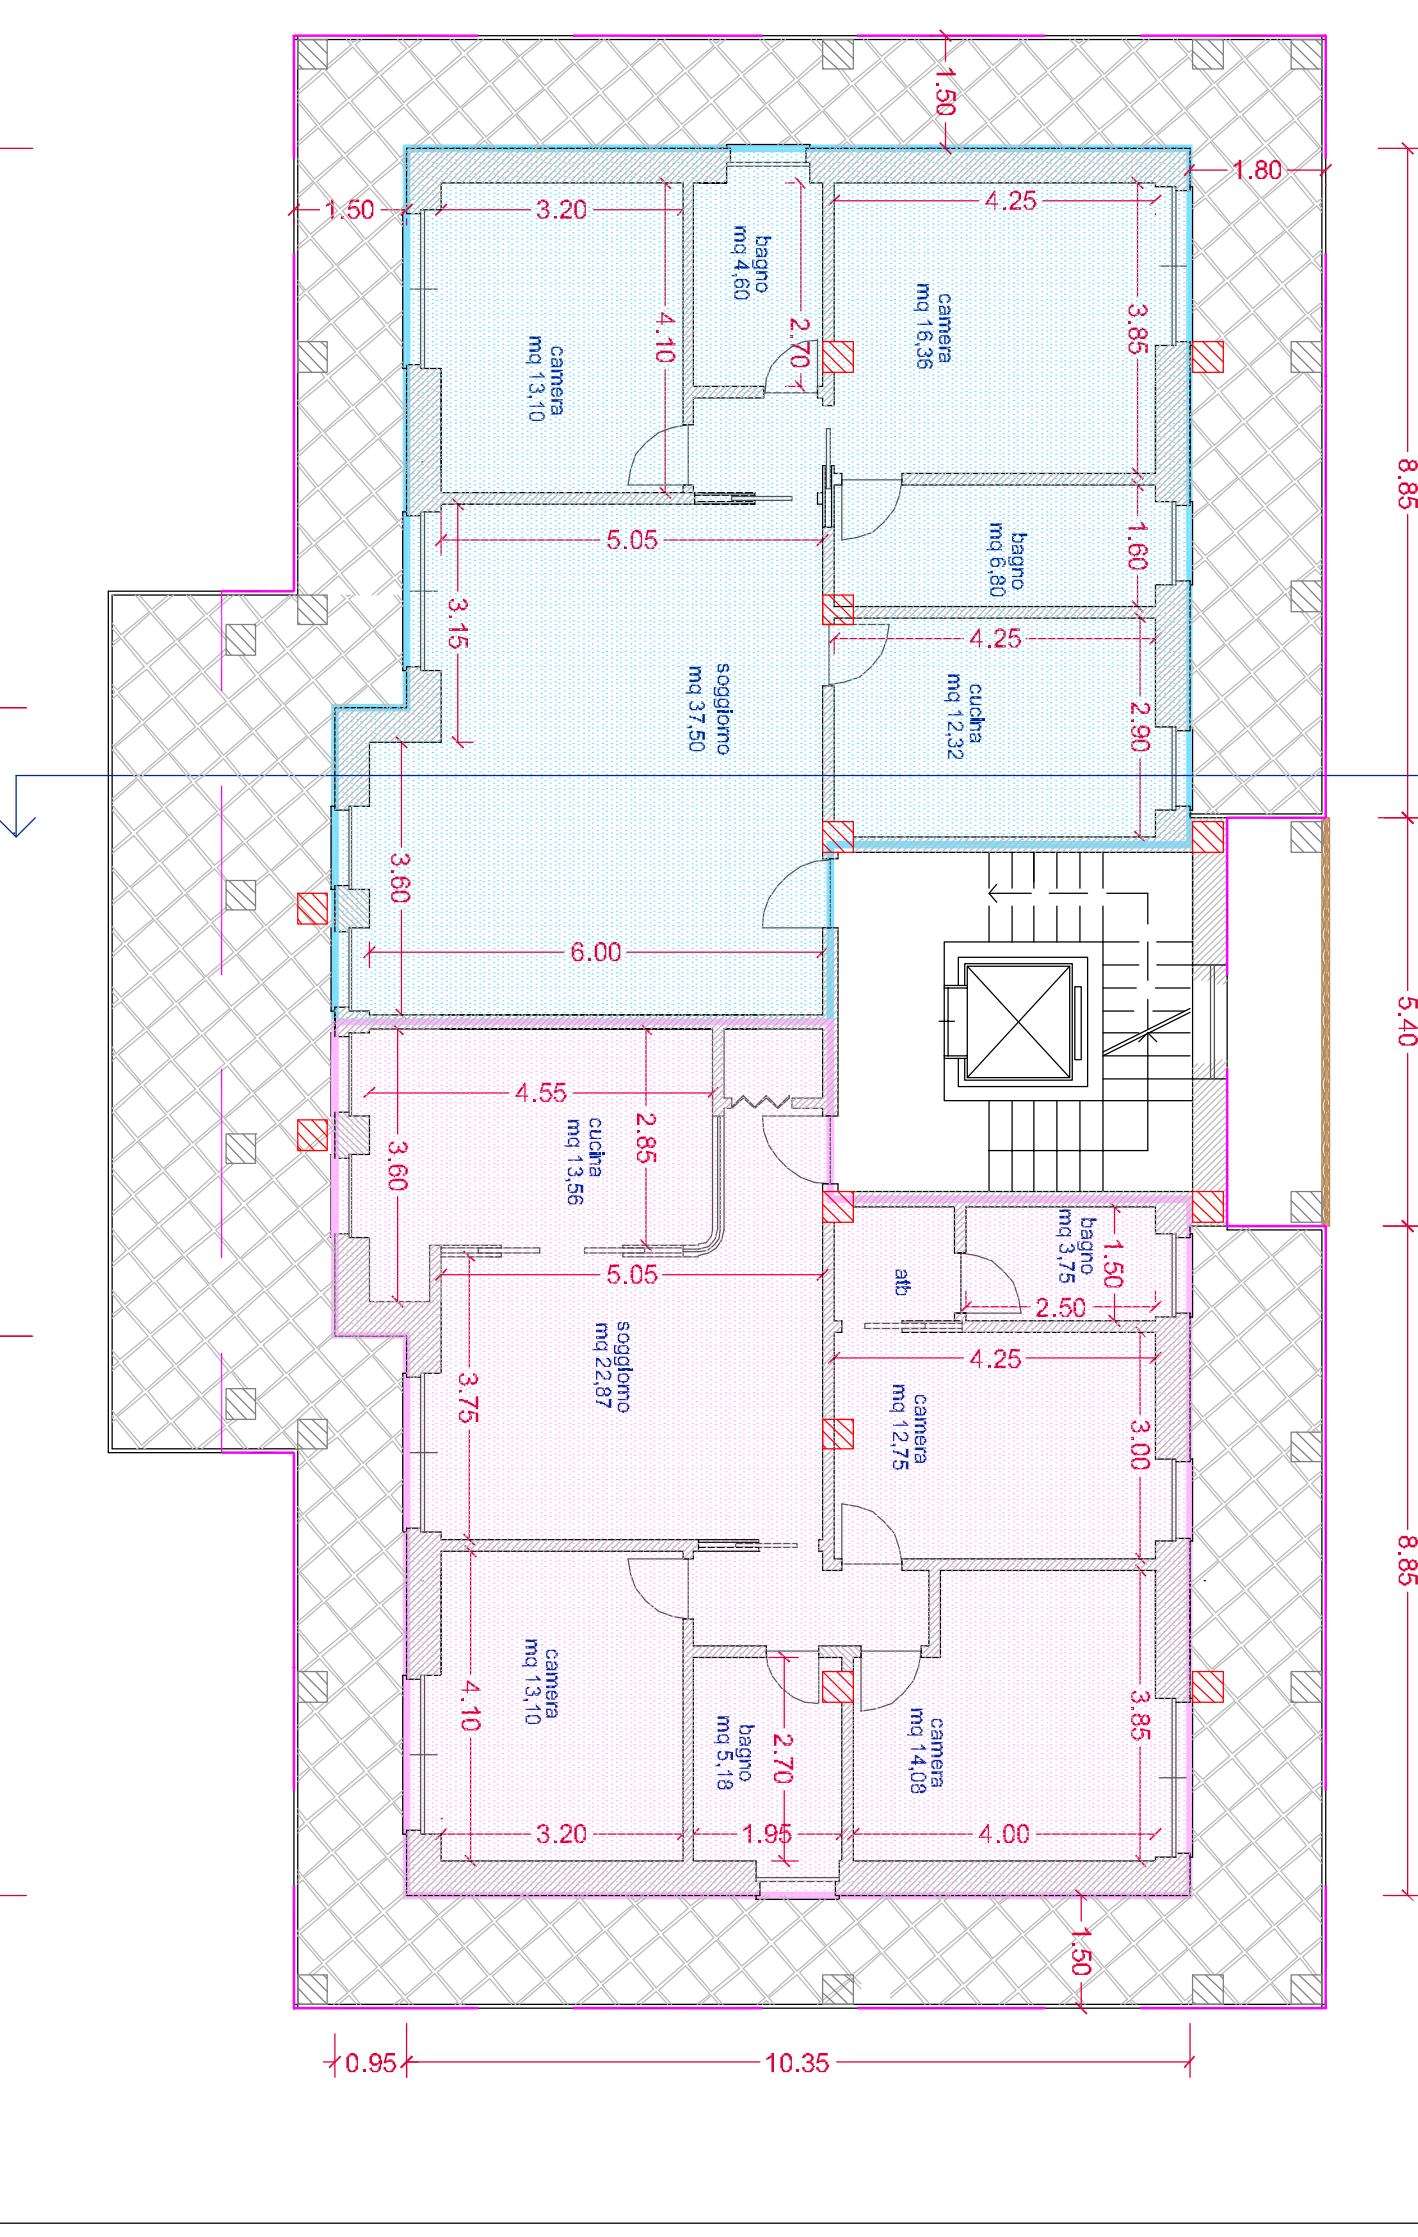 1.50
1.80
1.50
3.20
4.25
bagno
mq 4,60
camera
mq 16,36
3.85
camera
mq 13,10
4.10
2.70
8.85
5.05
bagno
mq 6,80
1.60
3.15
4.25
soggiorno
mq 37,50
cucina
mq 12,32
2.90
3.60
6.00
5.40
4.55
cucina
mq 13,56
2.85
3.60
5.05
bagno
mq 3,75
1.50
atb
2.50
soggiorno
mq 22,87
4.25
camera
mq 12,75
3.00
3.75
8.85
camera
mq 13,10
4.10
bagno
mq 5,18
2.70
camera
mq 14,08
3.85
3.20
1.95
4.00
1.50
0.95
10.35